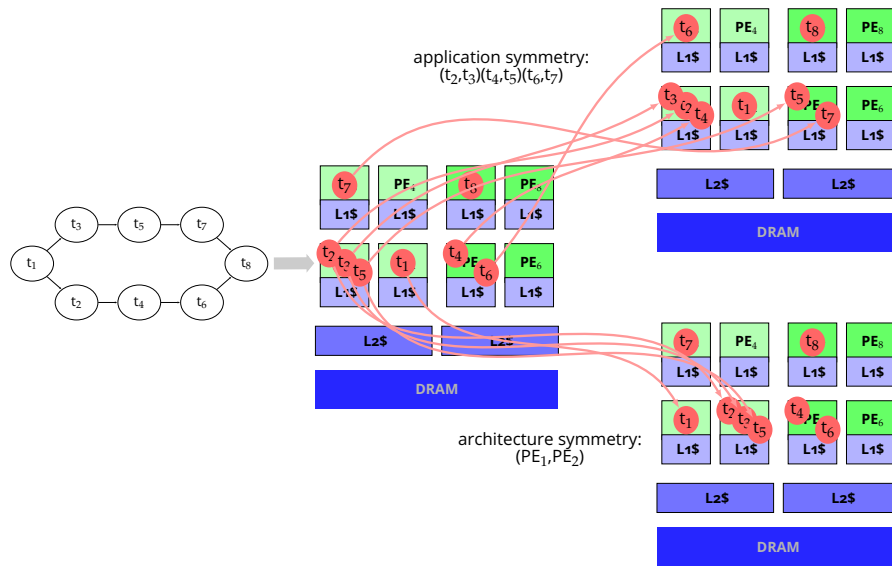 t6 PE4 t8 PE8
L1$ L1$ L1$ L1$
application symmetry:
(t2,t3)(t4,t5)(t6,t7)
t3 t2 t4 t1 t5 PE t7 PE6
L1$ L1$ L1$ L1$
L2$ L2$
DRAM
t7 PE4 t8 PE8
L1$ L1$ L1$ L1$
t3 t5 t7
t1 t8
t2 t4 t6
t2 t3 t5 t1 t4 PE t6 PE6
L1$ L1$ L1$ L1$
L2$ L2$
DRAM
t7 PE4 t8 PE8
L1$ L1$ L1$ L1$
architecture symmetry:
(PE1,PE2)
t1 t2 t3 t5 t4 PE t6 PE6
L1$ L1$ L1$ L1$
L2$ L2$
DRAM